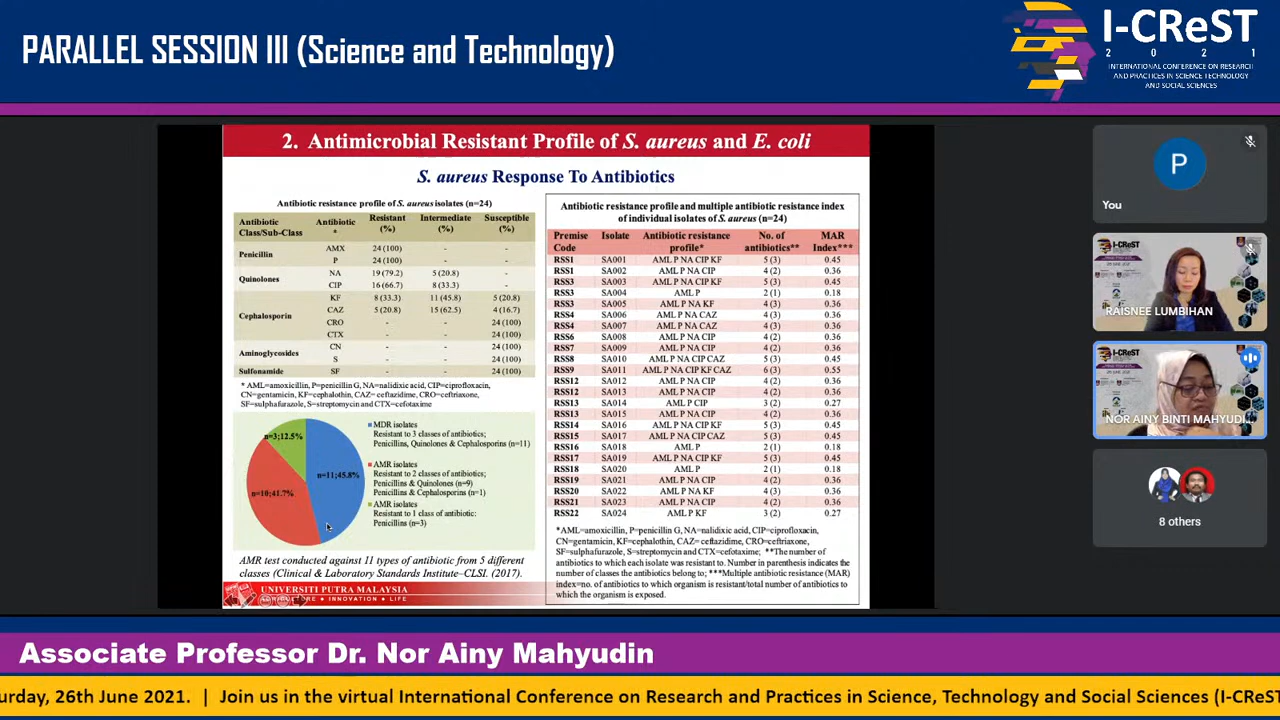 PARALLEL SESSION III (Science and Technology)
I-CReST
2 0 2 1
INTERNATIONAL CONFERENCE ON RESEARCH
AND PRACTICES IN SCIENCE TECHNOLOGY
AND SOCIAL SCIENCES
2. Antimicrobial Resistant Profile of S. aureus and E. coli
S. aureus Response To Antibiotics
Antibiotic resistance profile of S. aureus isolates (n=24)
Antibiotic Class/Sub-Class Antibiotic * Resistant (%) Intermediate (%) Susceptible (%)
Penicillin AMX 24 (100) - -
P 24 (100) - -
Quinolones NA 19 (79.2) 5 (20.8) -
CIP 16 (66.7) 8 (33.3) -
Cephalosporin KF 8 (33.3) 11 (45.8) 5 (20.8)
CAZ 5 (20.8) 15 (62.5) 4 (16.7)
CRO - - 24 (100)
CTX - - 24 (100)
Aminoglycosides CN - - 24 (100)
S - - 24 (100)
Sulfonamide SF - - 24 (100)
* AML=amoxicillin, P=penicillin G, NA=nalidixic acid, CIP=ciprofloxacin,
CN=gentamicin, KF=cephalothin, CAZ= ceftazidime, CRO=ceftriaxone,
SF=sulphafurazole, S=streptomycin and CTX=cefotaxime
n=3;12.5%
n=11;45.8%
n=10;41.7%
MDR isolates
Resistant to 3 classes of antibiotics;
Penicillin, Quinolones & Cephalosporins (n=11)
AMR isolates
Resistant to 2 classes of antibiotics;
Penicillins & Quinolones (n=9)
Penicillins & Cephalosporins (n=1)
AMR isolates
Resistant to 1 class of antibiotic:
Penicillins (n=3)
AMR test conducted against 11 types of antibiotic from 5 different
classes (Clinical & Laboratory Standards Institute–CLSI. (2017).
UNIVERSITI PUTRA MALAYSIA
AGRICULTURE • INNOVATION • LIFE
Antibiotic resistance profile and multiple antibiotic resistance index
of individual isolates of S. aureus (n=24)
Premise Code Isolate Antibiotic resistance profile* No. of antibiotics** MAR Index***
RSS1 SA001 AML P NA CIP KF 5 (3) 0.45
RSS1 SA002 AML P NA CIP 4 (2) 0.36
RSS3 SA003 AML P NA CIP KF 5 (3) 0.45
RSS3 SA004 AML P 2 (1) 0.18
RSS3 SA005 AML P NA KF 4 (3) 0.36
RSS4 SA006 AML P NA CAZ 4 (3) 0.36
RSS4 SA007 AML P NA CAZ 4 (3) 0.36
RSS6 SA008 AML P NA CIP 4 (2) 0.36
RSS7 SA009 AML P NA CIP 4 (2) 0.36
RSS8 SA010 AML P NA CIP CAZ 5 (3) 0.45
RSS9 SA011 AML P NA CIP KF CAZ 6 (3) 0.55
RSS12 SA012 AML P NA CIP 4 (2) 0.36
RSS12 SA013 AML P NA CIP 4 (2) 0.36
RSS13 SA014 AML P CIP 3 (2) 0.27
RSS13 SA015 AML P NA CIP 4 (2) 0.36
RSS14 SA016 AML P NA CIP KF 5 (3) 0.45
RSS15 SA017 AML P NA CIP CAZ 5 (3) 0.45
RSS16 SA018 AML P 2 (1) 0.18
RSS17 SA019 AML P NA CIP KF 5 (3) 0.45
RSS18 SA020 AML P 2 (1) 0.18
RSS19 SA021 AML P NA CIP 4 (2) 0.36
RSS20 SA022 AML P NA KF 4 (3) 0.36
RSS21 SA023 AML P NA CIP 4 (2) 0.36
RSS22 SA024 AML P KF 3 (2) 0.27
*AML=amoxicillin, P=penicillin G, NA=nalidixic acid, CIP=ciprofloxacin,
CN=gentamicin, KF=cephalothin, CAZ= ceftazidime, CRO=ceftriaxone,
SF=sulphafurazole, S=streptomycin and CTX=cefotaxime; **The number of
antibiotics to which each isolate was resistant to. Number in parenthesis indicates the
number of classes the antibiotics belong to; ***Multiple antibiotic resistance (MAR)
index=no. of antibiotics to which organism is resistant/total number of antibiotics to
which the organism is exposed.
P
You
I-CReST
RAISNEE LUMBIHAN
I-CReST
NOR AINY BINTI MAHYUDI...
8 others
Associate Professor Dr. Nor Ainy Mahyudin
urday, 26th June 2021. | Join us in the virtual International Conference on Research and Practices in Science, Technology and Social Sciences (I-CReST